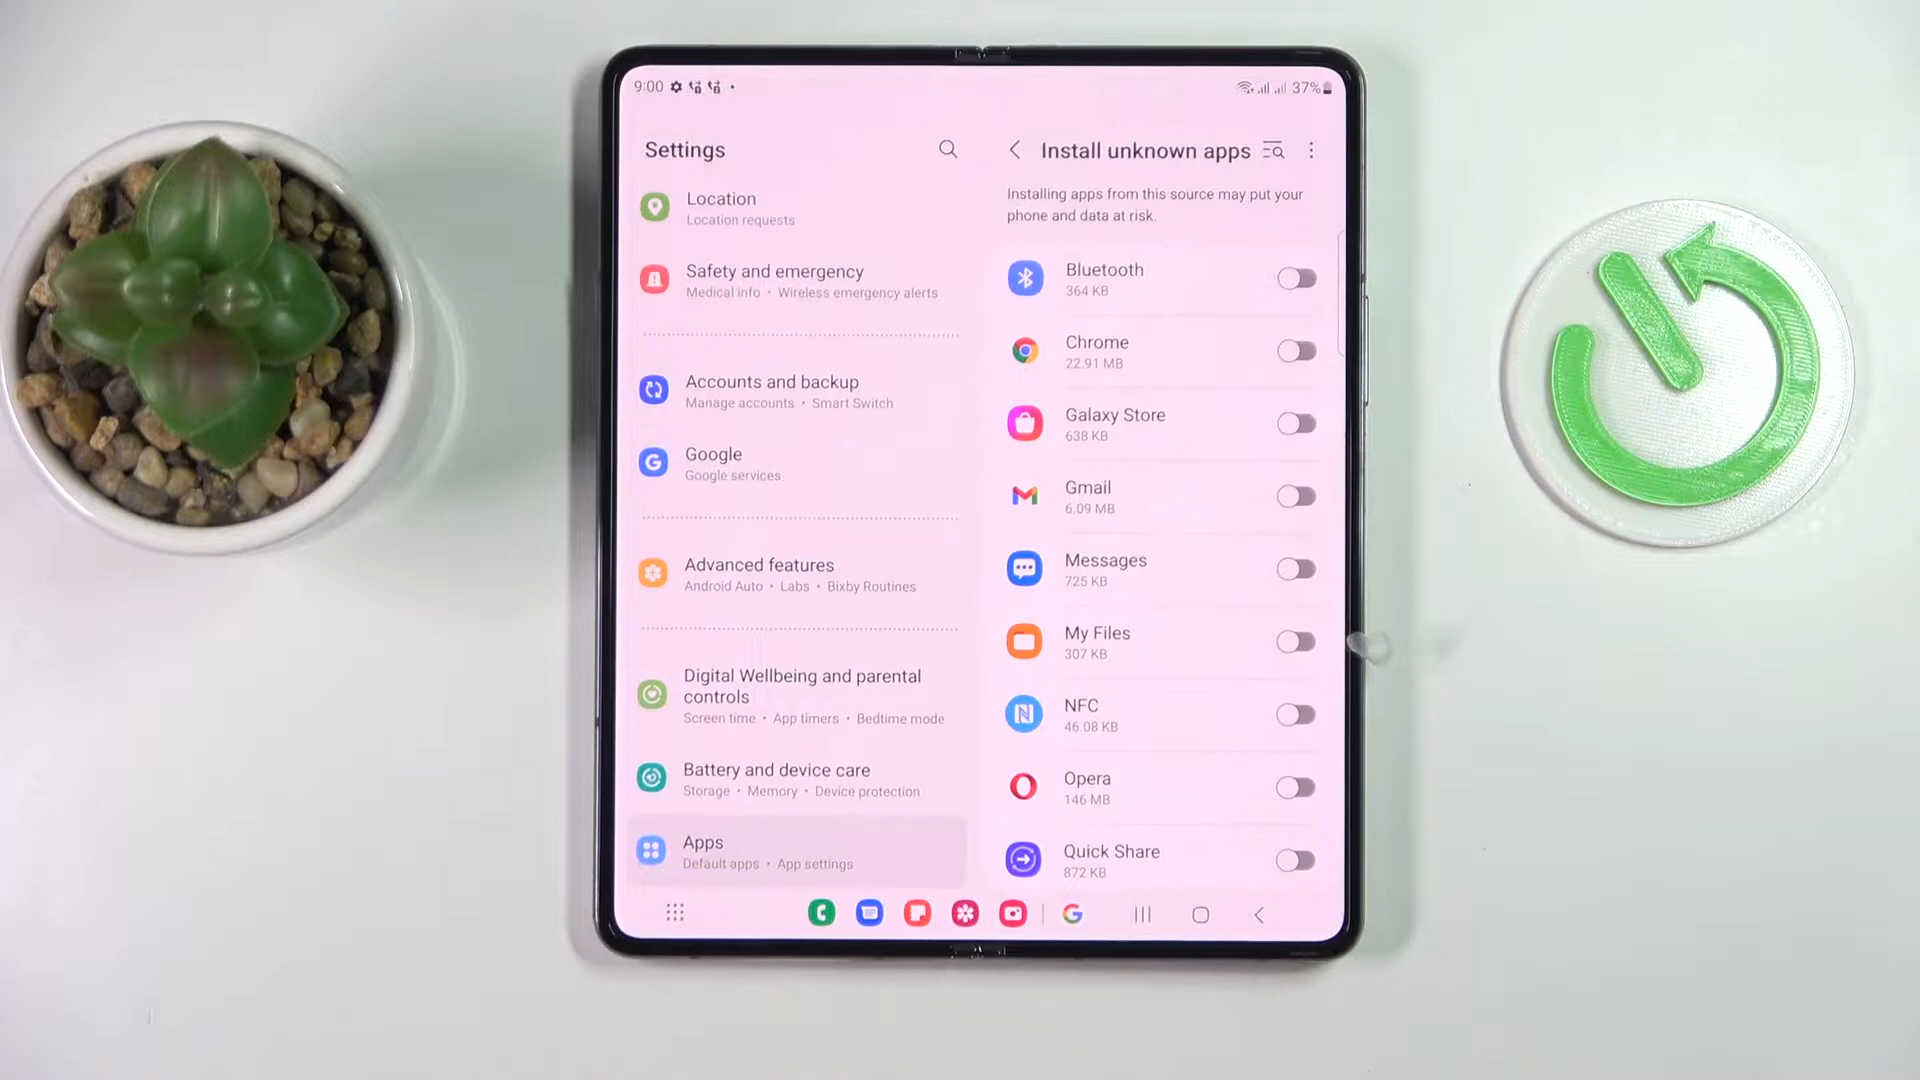 9:00
37%
Settings
Location
Location requests
Safety and emergency
Medical info • Wireless emergency alerts
Accounts and backup
Manage accounts • Smart Switch
Google
Google services
Advanced features
Android Auto • Labs • Bixby Routines
Digital Wellbeing and parental
controls
Screen time • App timers • Bedtime mode
Battery and device care
Storage • Memory • Device protection
Apps
Default apps • App settings
Install unknown apps
Installing apps from this source may put your
phone and data at risk.
Bluetooth
364 KB
Chrome
22.91 MB
Galaxy Store
638 KB
Gmail
6.09 MB
Messages
725 KB
My Files
307 KB
NFC
46.08 KB
Opera
146 MB
Quick Share
872 KB